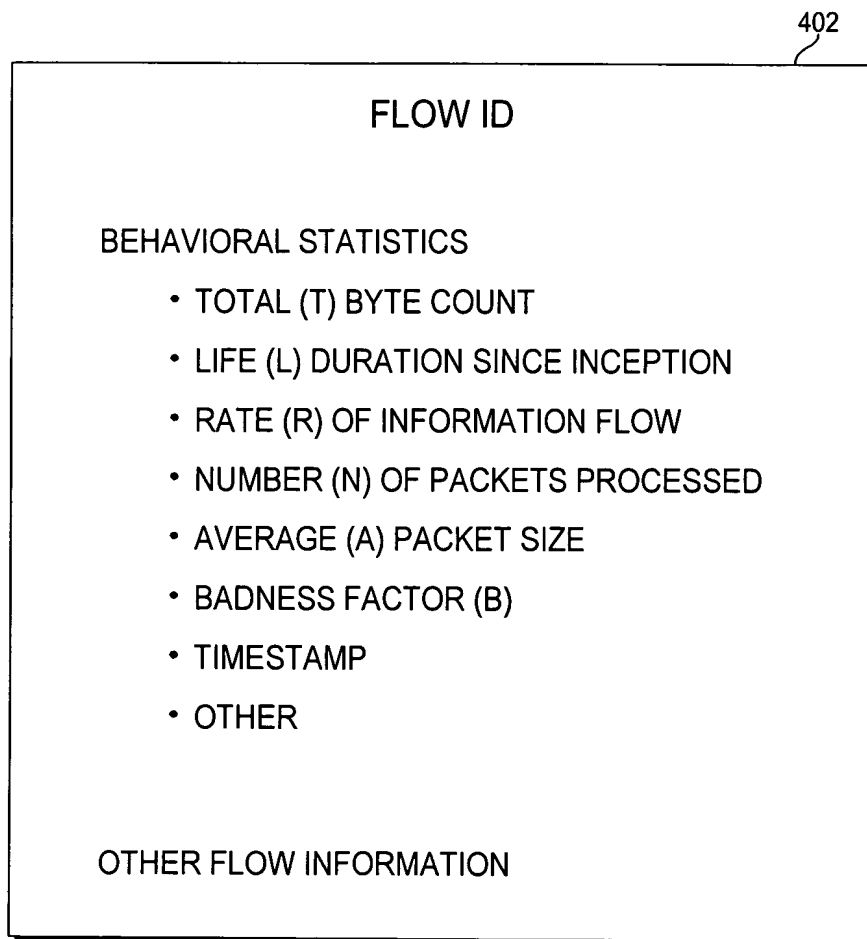 402
FLOW ID
BEHAVIORAL STATISTICS
• TOTAL (T) BYTE COUNT
• LIFE (L) DURATION SINCE INCEPTION
• RATE (R) OF INFORMATION FLOW
• NUMBER (N) OF PACKETS PROCESSED
• AVERAGE (A) PACKET SIZE
• BADNESS FACTOR (B)
• TIMESTAMP
• OTHER
OTHER FLOW INFORMATION